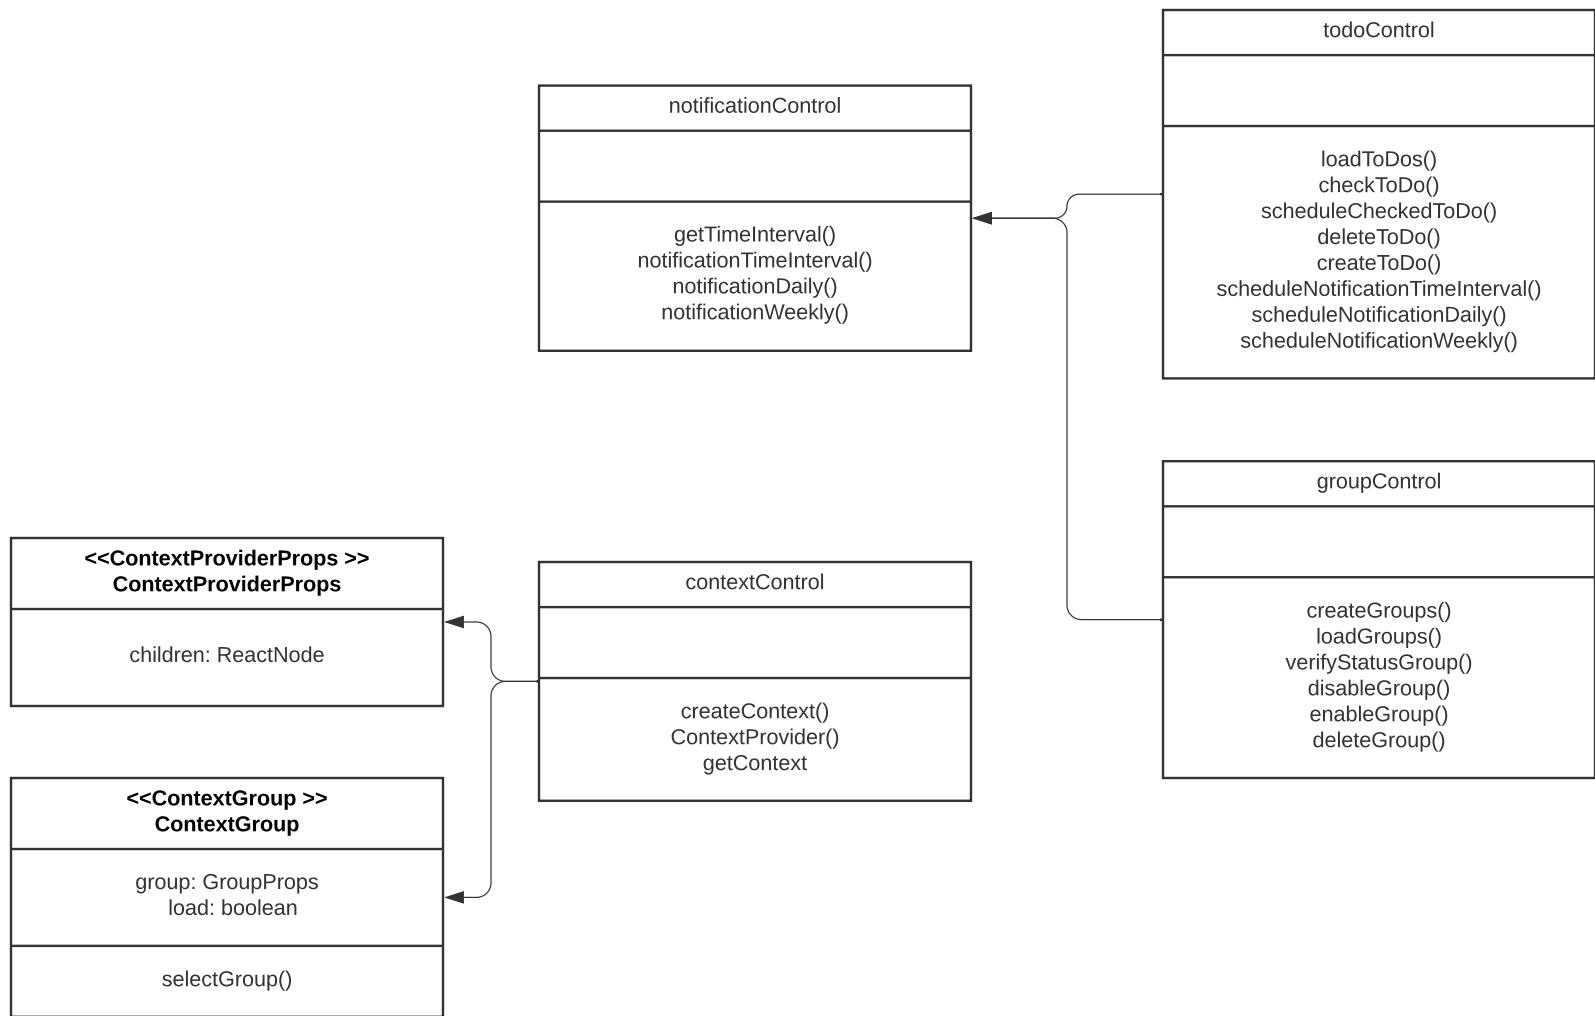 todoControl
loadToDos()
checkToDo()
scheduleCheckedToDo()
deleteToDo()
createToDo()
scheduleNotificationTimeInterval()
scheduleNotificationDaily()
scheduleNotificationWeekly()
notificationControl
getTimeInterval()
notificationTimeInterval()
notificationDaily()
notificationWeekly()
groupControl
createGroups()
loadGroups()
verifyStatusGroup()
disableGroup()
enableGroup()
deleteGroup()
<<ContextProviderProps >>
ContextProviderProps
children: ReactNode
contextControl
createContext()
ContextProvider()
getContext
<<ContextGroup >>
ContextGroup
group: GroupProps
load: boolean
selectGroup()